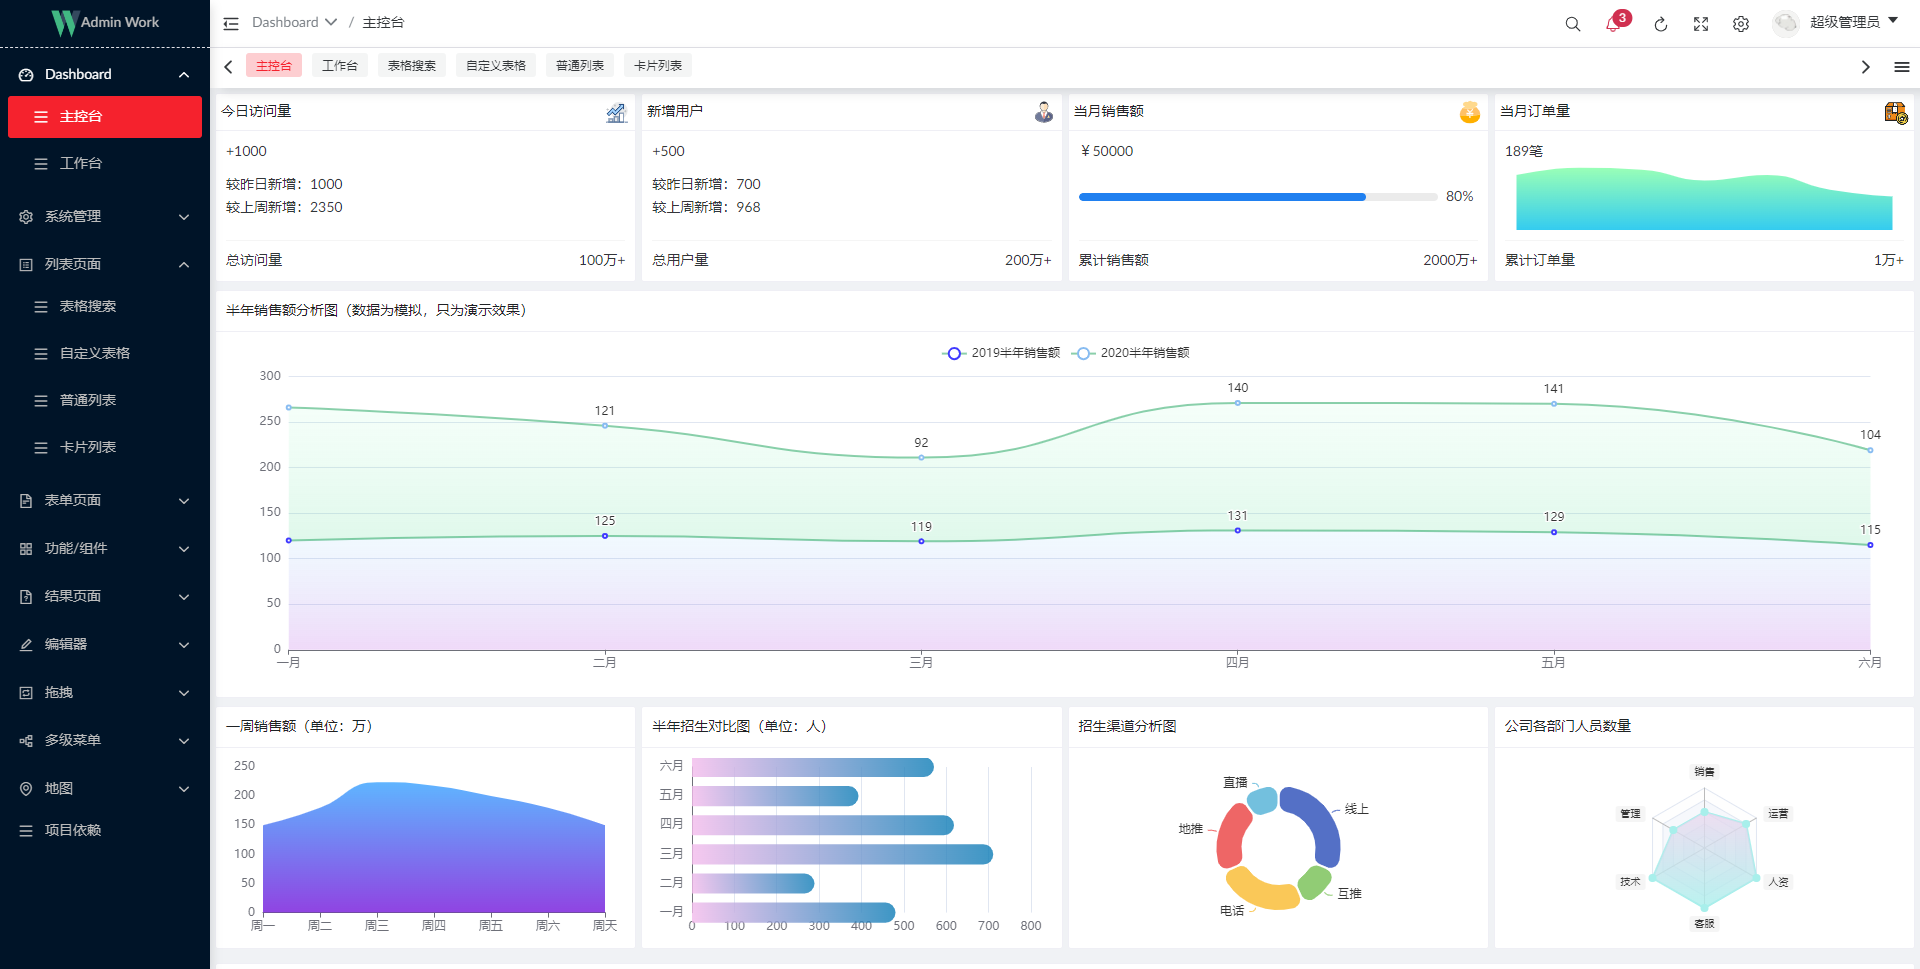 Admin Work
Dashboard
主控台
工作台
系统管理
列表页面
表格搜索
自定义表格
普通列表
卡片列表
表单页面
功能/组件
结果页面
编辑器
拖拽
多级菜单
地图
项目依赖
Dashboard / 主控台
3
超级管理员
主控台 工作台 表格搜索 自定义表格 普通列表 卡片列表
今日访问量
+1000
较昨日新增：1000
较上周新增：2350
总访问量 100万+
新增用户
+500
较昨日新增：700
较上周新增：968
总用户量 200万+
当月销售额
￥50000
80%
累计销售额 2000万+
当月订单量
189笔
累计订单量 1万+
半年销售额分析图（数据为模拟，只为演示效果）
2019半年销售额 2020半年销售额
300
250
200
150
100
50
0
121 92 140 141 104
125 119 131 129 115
一月 二月 三月 四月 五月 六月
一周销售额（单位：万）
250
200
150
100
50
0
周一 周二 周三 周四 周五 周六 周天
半年招生对比图（单位：人）
六月
五月
四月
三月
二月
一月
0 100 200 300 400 500 600 700 800
招生渠道分析图
直播
线上
地推
互推
电话
公司各部门人员数量
销售
管理 运营
技术 人资
客服